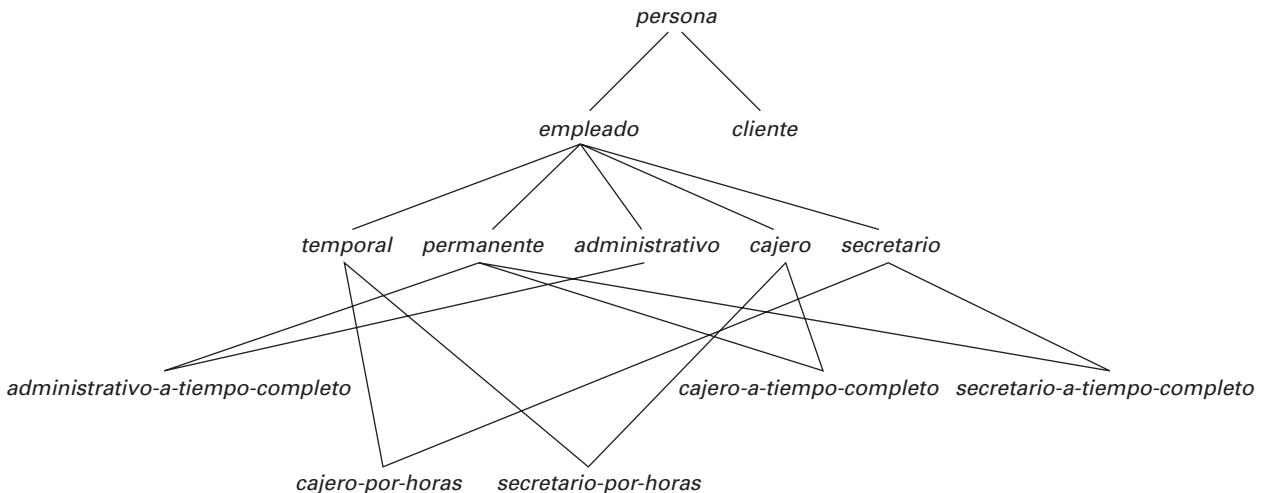 persona
empleado cliente
temporal permanente administrativo cajero secretario
administrativo-a-tiempo-completo cajero-a-tiempo-completo secretario-a-tiempo-completo
cajero-por-horas secretario-por-horas